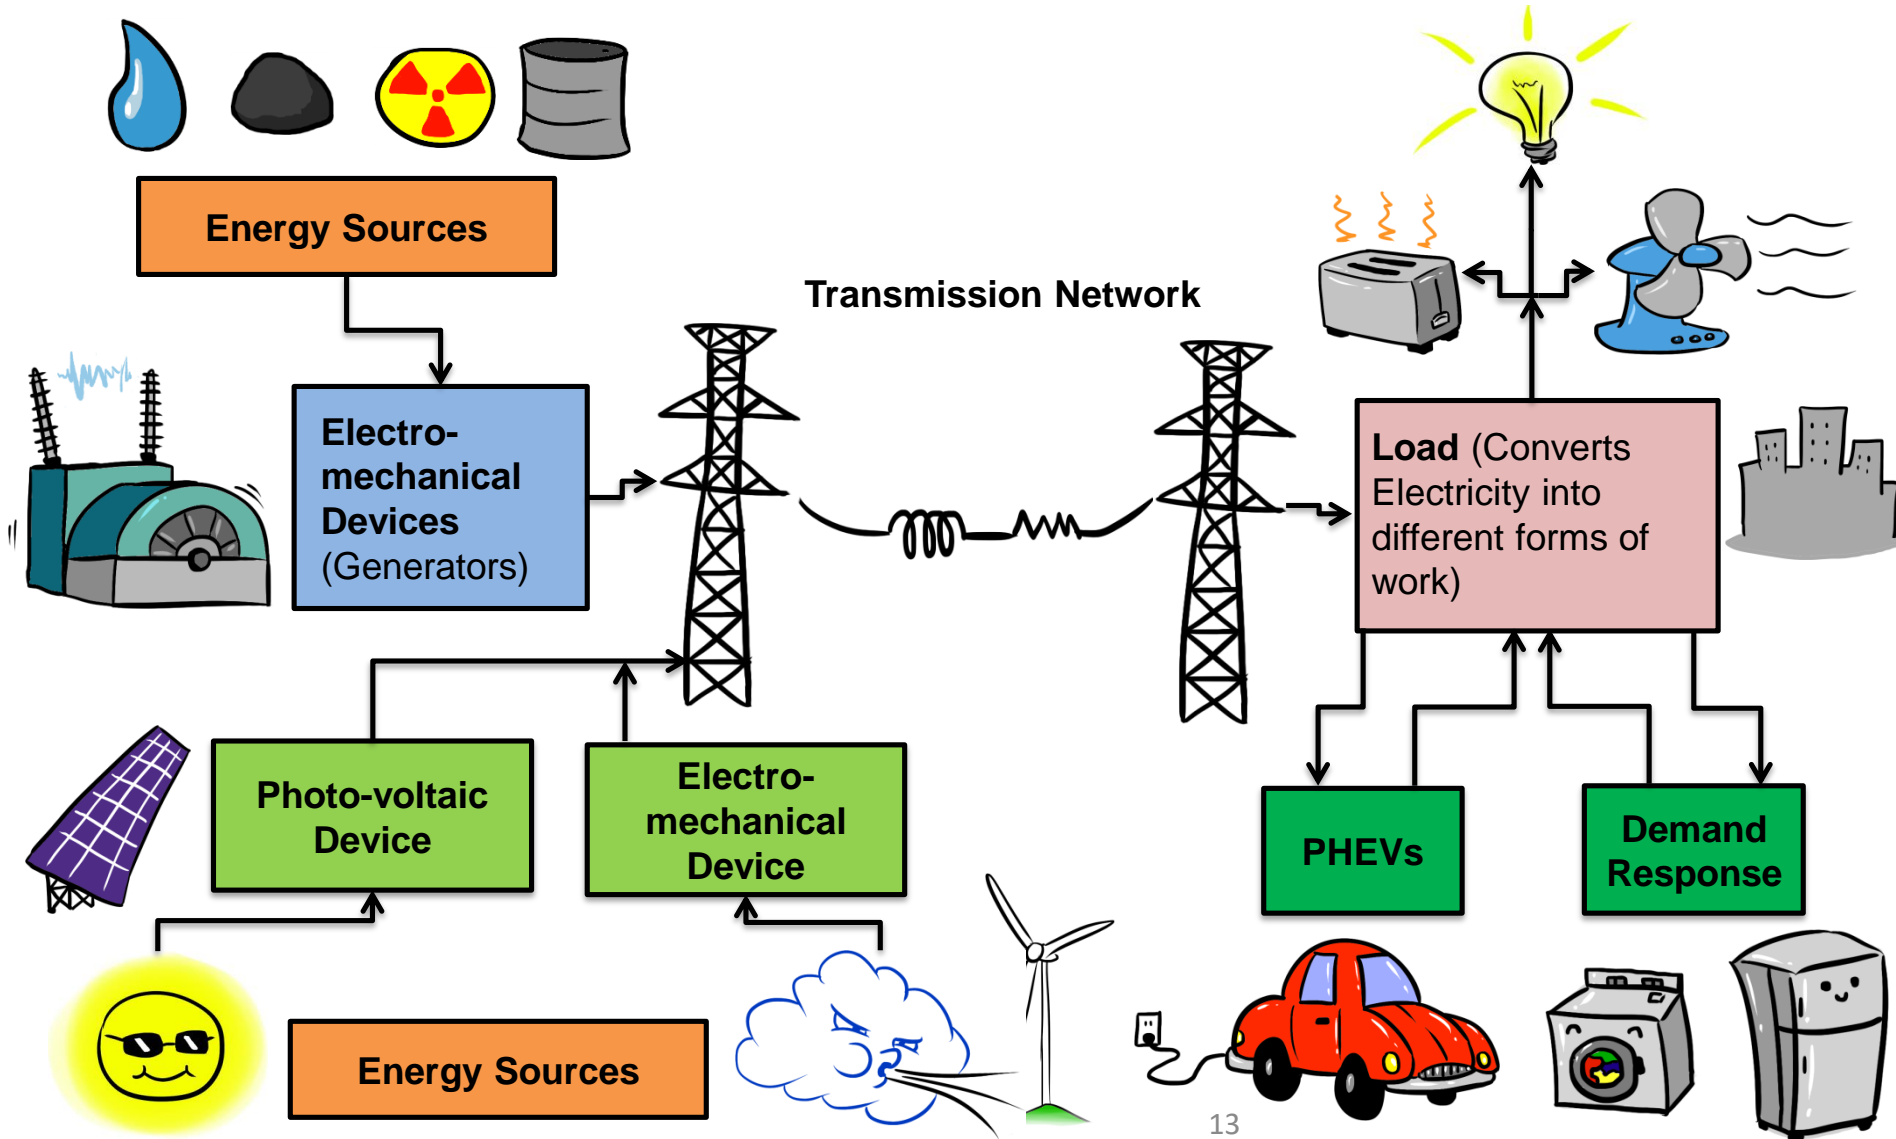 Energy Sources
Transmission Network
Electro-
mechanical
Devices
(Generators)
Load (Converts
Electricity into
different forms of
work)
Photo-voltaic
Device
Electro-
mechanical
Device
PHEVs
Demand
Response
Energy Sources
13